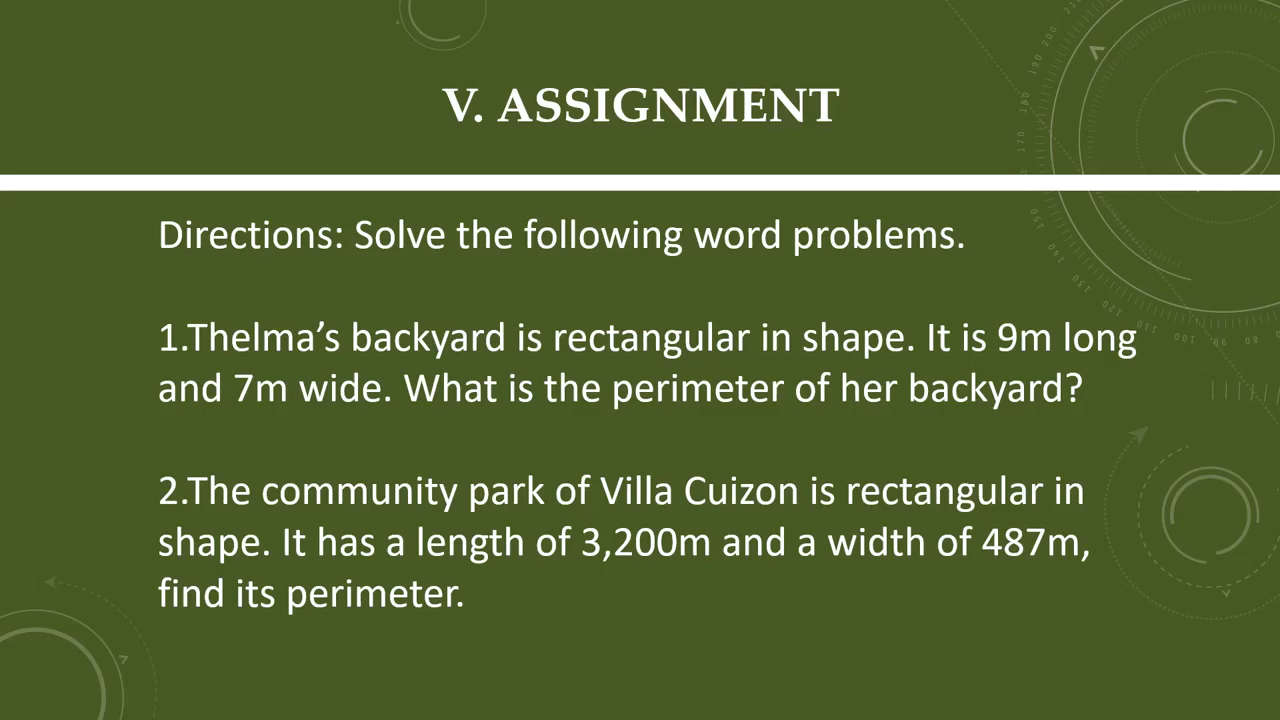 V. ASSIGNMENT
Directions: Solve the following word problems.
1.Thelma’s backyard is rectangular in shape. It is 9m long
and 7m wide. What is the perimeter of her backyard?
2.The community park of Villa Cuizon is rectangular in
shape. It has a length of 3,200m and a width of 487m,
find its perimeter.